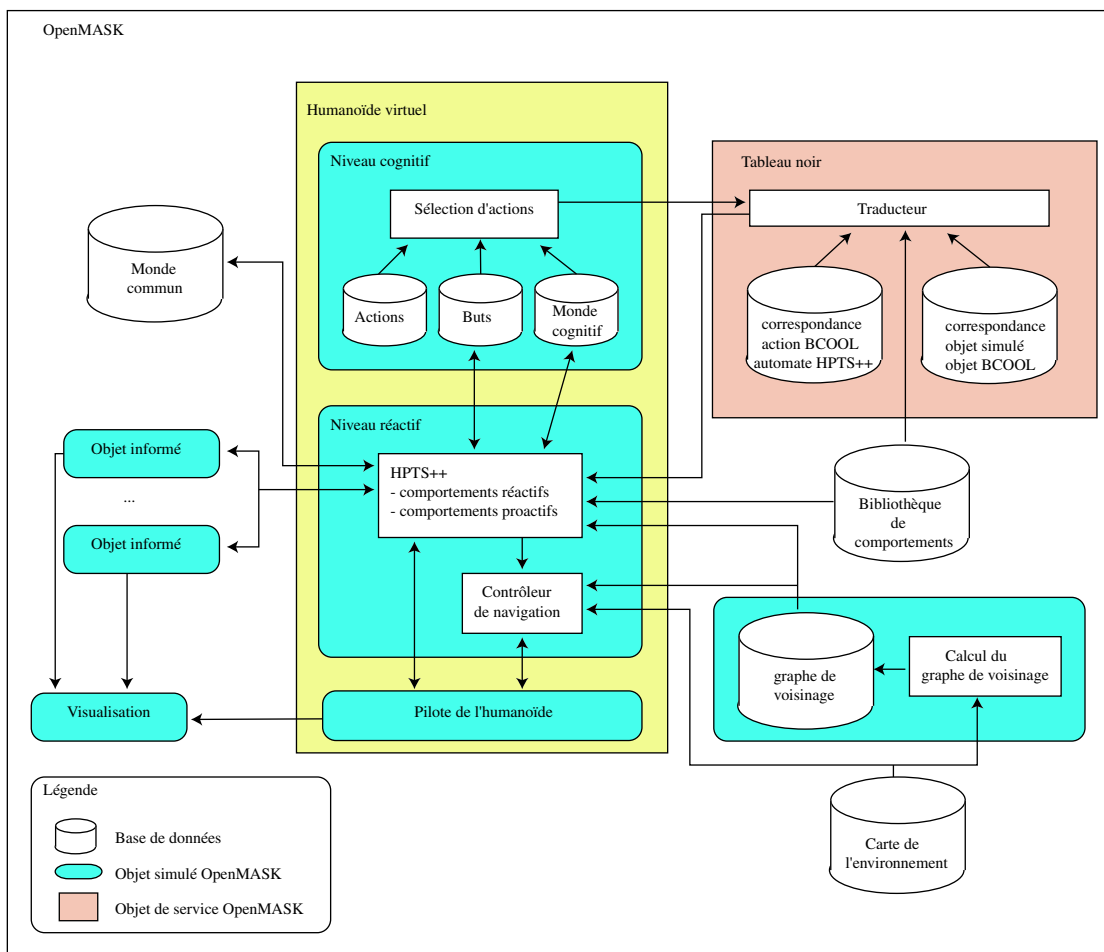 OpenMASK
Humanoïde virtuel
Niveau cognitif
Sélection d'actions
Actions
Buts
Monde
cognitif
Tableau noir
Traducteur
correspondance
action BCOOL
automate HPTS++
correspondance
objet simulé
objet BCOOL
Monde
commun
Niveau réactif
HPTS++
- comportements réactifs
- comportements proactifs
Contrôleur
de navigation
Objet informé
...
Objet informé
Bibliothèque
de
comportements
graphe de
voisinage
Calcul du
graphe de voisinage
Visualisation
Pilote de l'humanoïde
Carte de
l'environnement
Légende
Base de données
Objet simulé OpenMASK
Objet de service OpenMASK